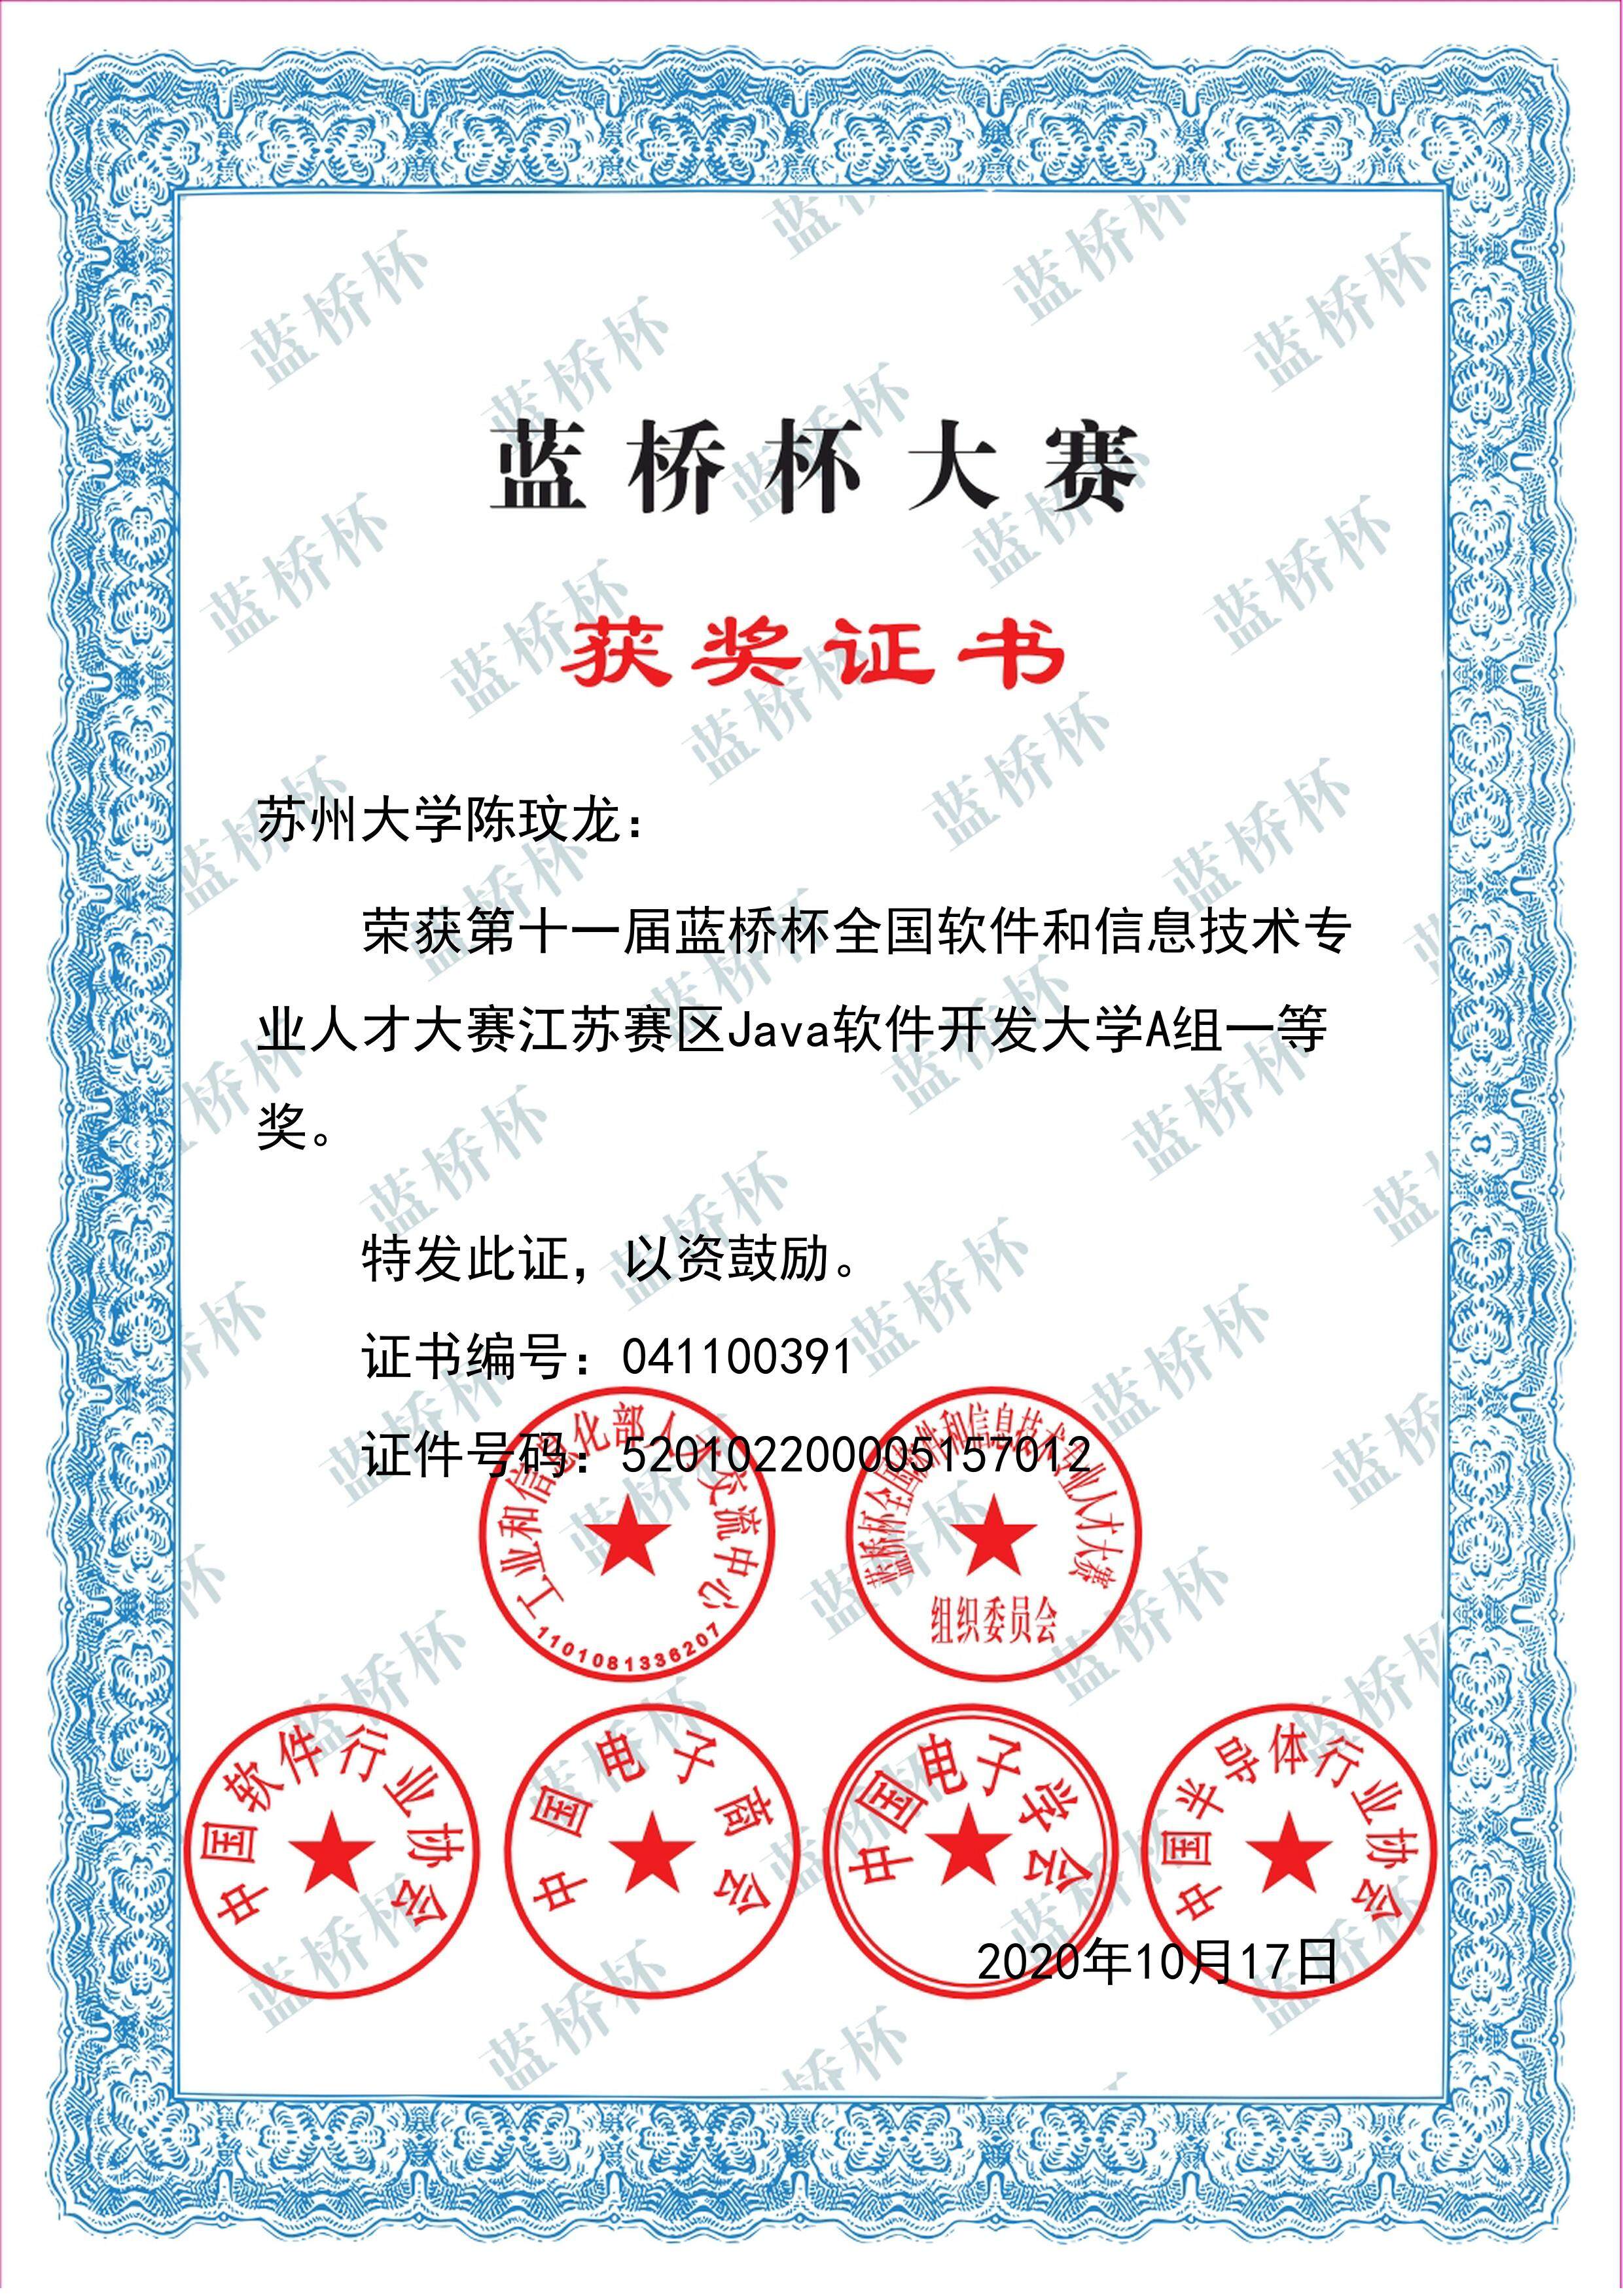 蓝桥杯大赛
获奖证书
苏州大学陈玟龙：
荣获第十一届蓝桥杯全国软件和信息技术专
业人才大赛江苏赛区Java软件开发大学A组一等
奖。
特发此证，以资鼓励。
证书编号：041100391
证件号码：520102200005157012
工业和信息化部人才交流中心
1101081336207
蓝桥杯全国软件和信息技术专业人才大赛
组织委员会
中国软件行业协会
中国电子商会
中国电子学会
中国半导体行业协会
2020年10月17日
蓝桥杯